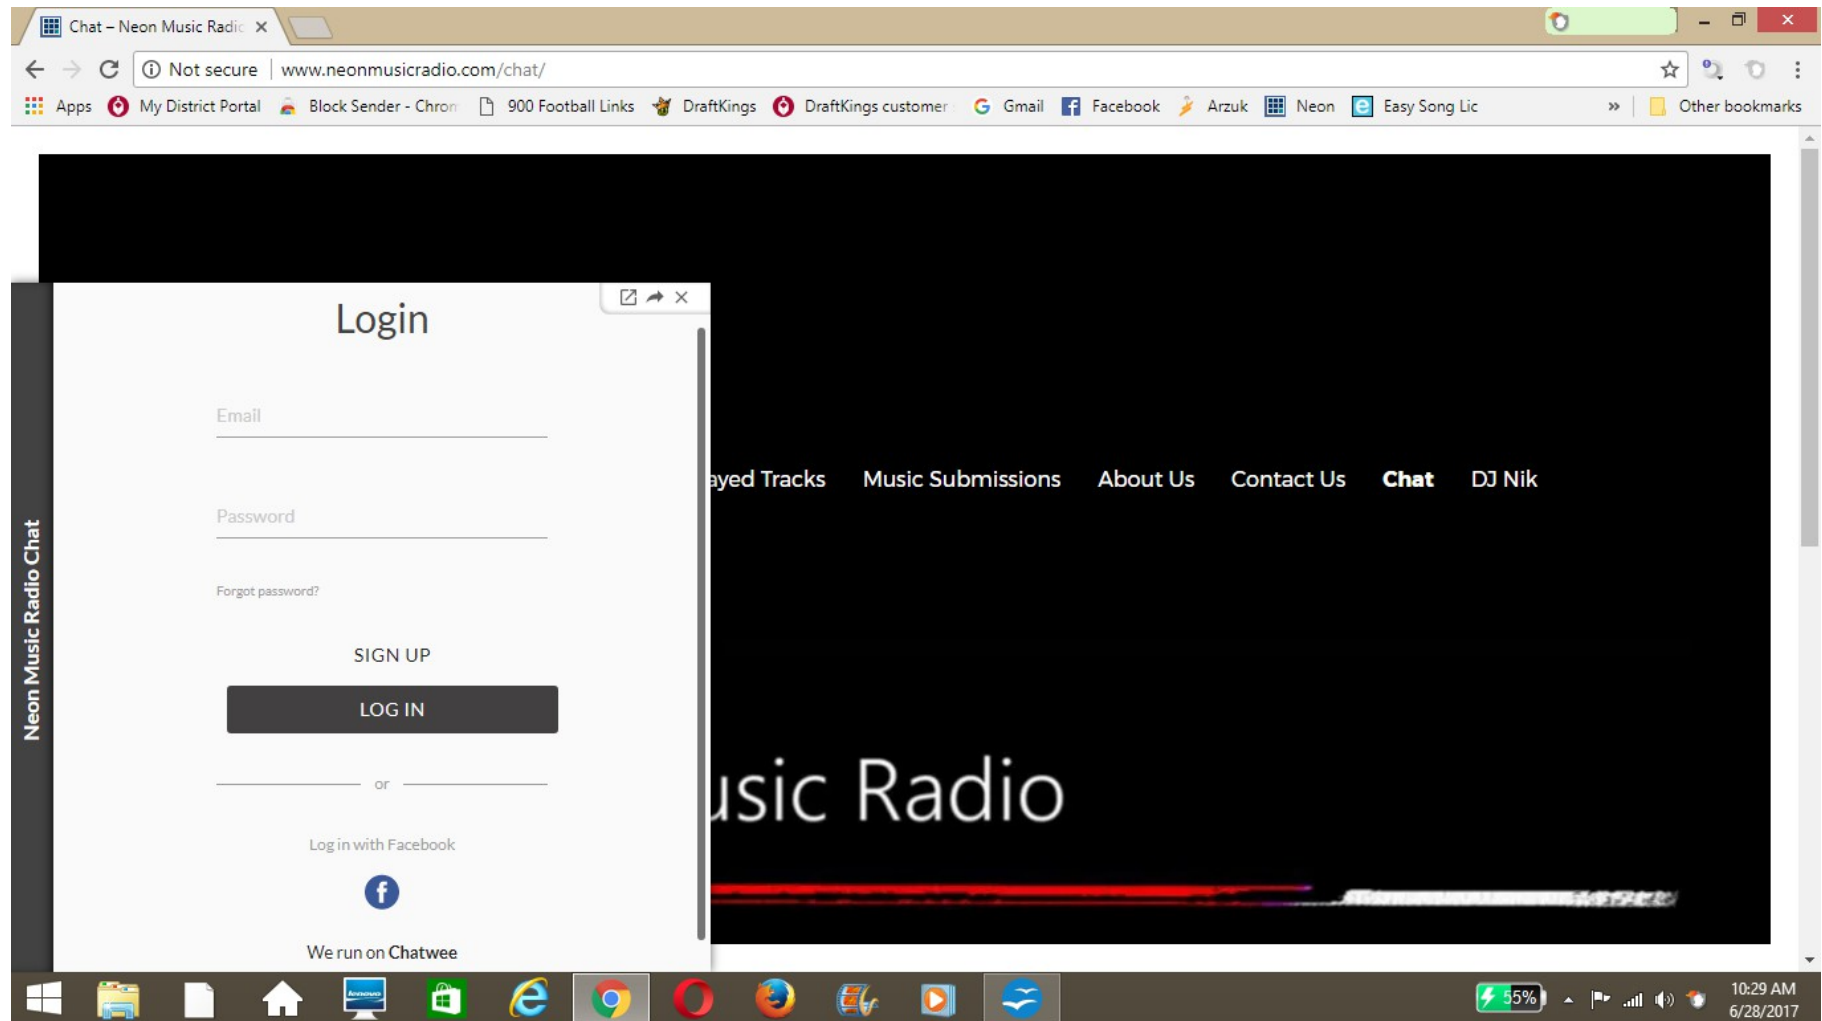 Chat – Neon Music Radio
Not secure | www.neonmusicradio.com/chat/
Apps My District Portal Block Sender - Chrom 900 Football Links DraftKings DraftKings customer Gmail Facebook Arzuk Neon Easy Song Lic » Other bookmarks
Login
Email
Password
Forgot password?
SIGN UP
LOG IN
or
Log in with Facebook
We run on Chatwee
Neon Music Radio Chat
ayed Tracks Music Submissions About Us Contact Us Chat DJ Nik
usic Radio
lenovo
55%
10:29 AM
6/28/2017